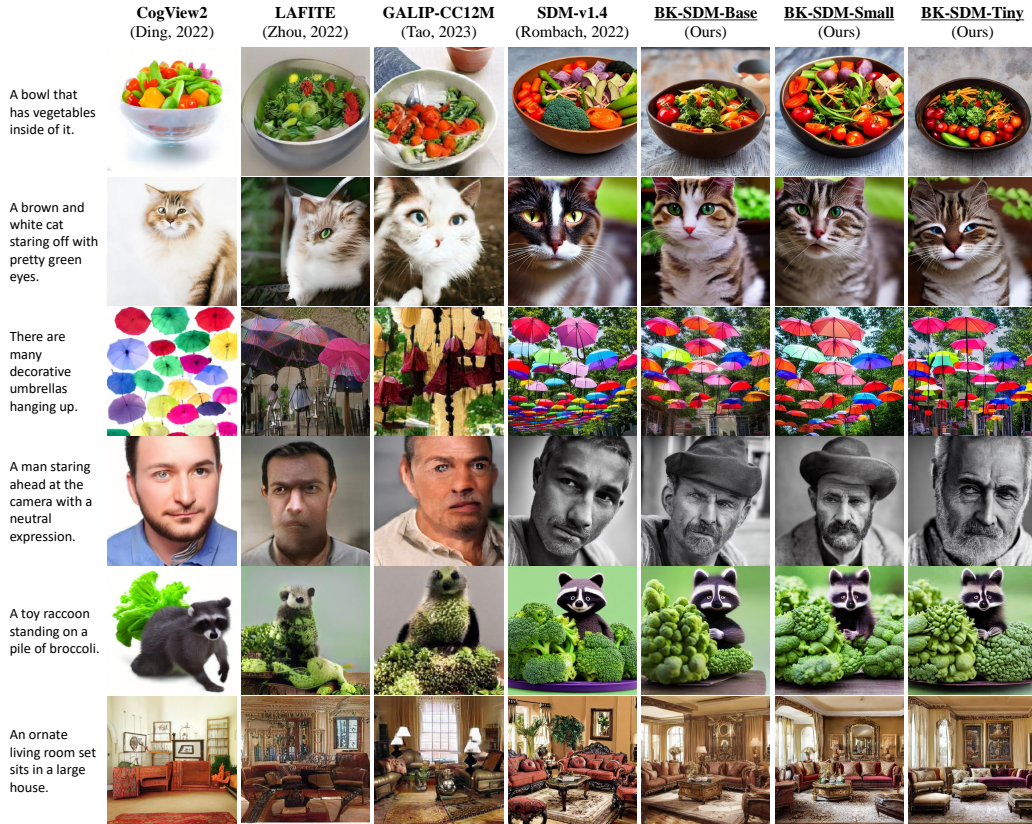 CogView2 LAFITE GALIP-CC12M SDM-v1.4 BK-SDM-Base BK-SDM-Small BK-SDM-Tiny
(Ding, 2022) (Zhou, 2022) (Tao, 2023) (Rombach, 2022) (Ours) (Ours) (Ours)
A bowl that
has vegetables
inside of it.
A brown and
white cat
staring off with
pretty green
eyes.
There are
many
decorative
umbrellas
hanging up.
A man staring
ahead at the
camera with a
neutral
expression.
A toy raccoon
standing on a
pile of broccoli.
An ornate
living room set
sits in a large
house.